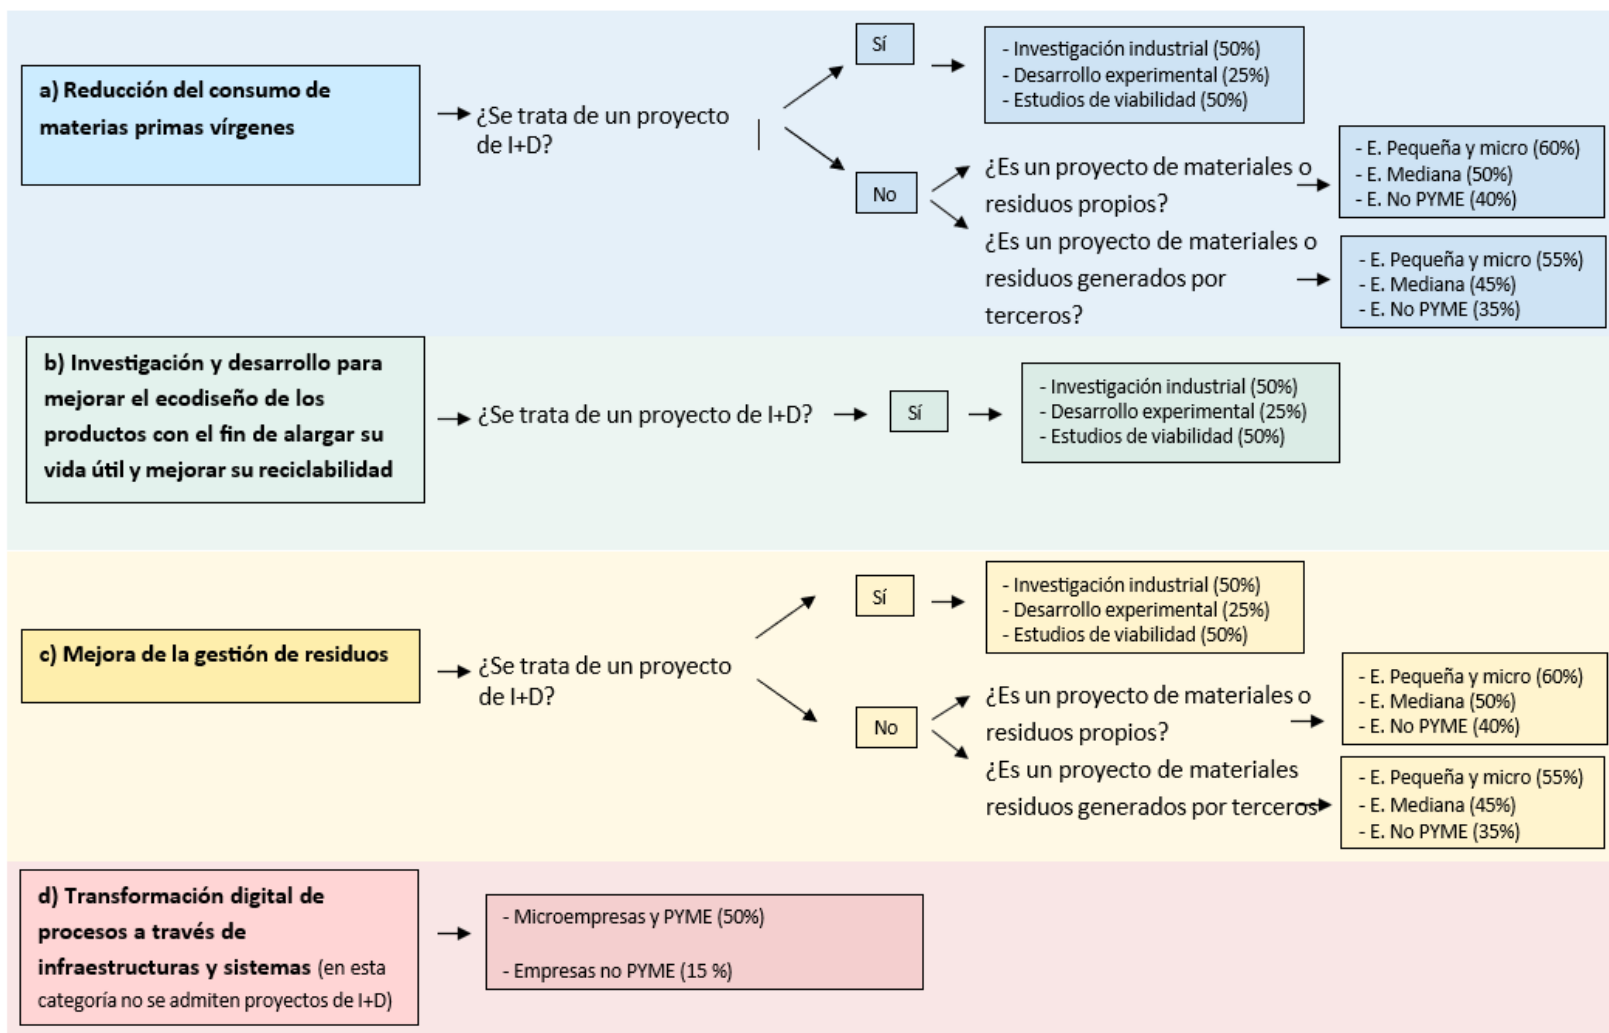 a) Reducción del consumo de
materias primas vírgenes
¿Se trata de un proyecto
de I+D?
Sí
- Investigación industrial (50%)
- Desarrollo experimental (25%)
- Estudios de viabilidad (50%)
No
¿Es un proyecto de materiales o
residuos propios?
- E. Pequeña y micro (60%)
- E. Mediana (50%)
- E. No PYME (40%)
¿Es un proyecto de materiales o
residuos generados por
terceros?
- E. Pequeña y micro (55%)
- E. Mediana (45%)
- E. No PYME (35%)
b) Investigación y desarrollo para
mejorar el ecodiseño de los
productos con el fin de alargar su
vida útil y mejorar su reciclabilidad
¿Se trata de un proyecto de I+D?
Sí
- Investigación industrial (50%)
- Desarrollo experimental (25%)
- Estudios de viabilidad (50%)
c) Mejora de la gestión de residuos
¿Se trata de un proyecto
de I+D?
Sí
- Investigación industrial (50%)
- Desarrollo experimental (25%)
- Estudios de viabilidad (50%)
No
¿Es un proyecto de materiales o
residuos propios?
- E. Pequeña y micro (60%)
- E. Mediana (50%)
- E. No PYME (40%)
¿Es un proyecto de materiales
residuos generados por terceros
- E. Pequeña y micro (55%)
- E. Mediana (45%)
- E. No PYME (35%)
d) Transformación digital de
procesos a través de
infraestructuras y sistemas (en esta
categoría no se admiten proyectos de I+D)
- Microempresas y PYME (50%)
- Empresas no PYME (15 %)